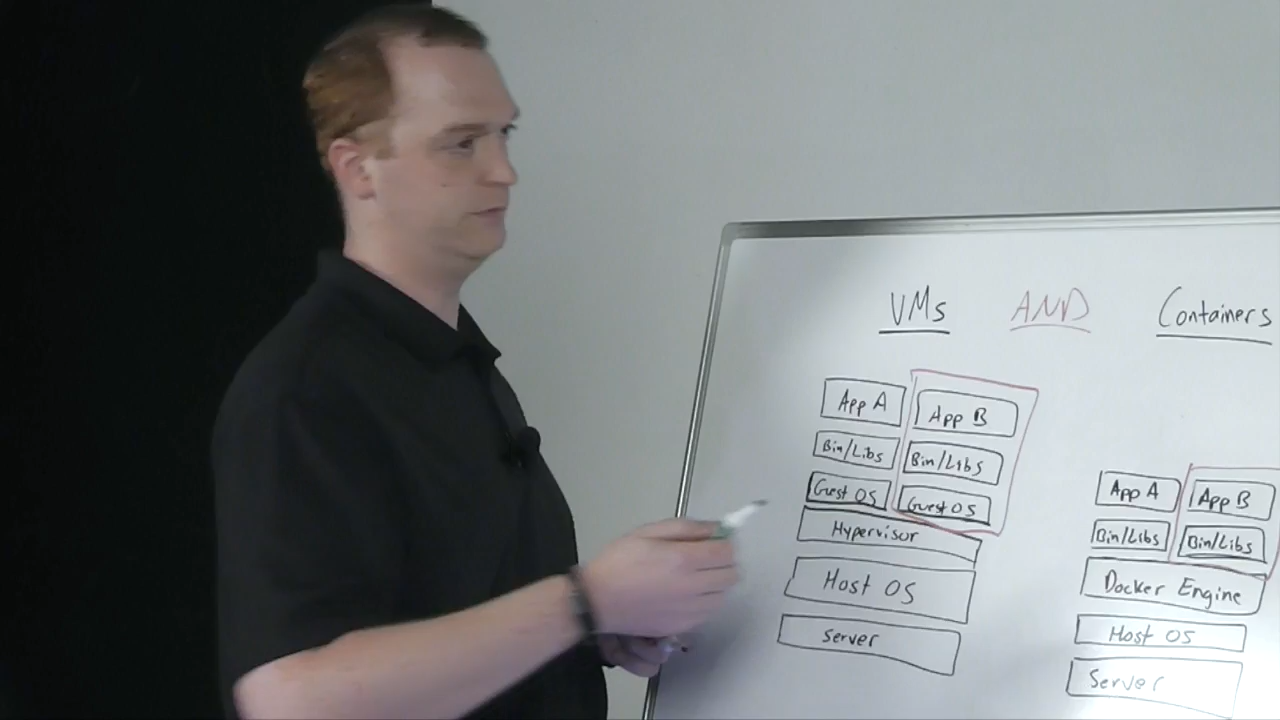 VMs AND Containers
App A
App B
Bin/Libs
Bin/Libs
Guest OS
Guest OS
Hypervisor
Host OS
Server
App A
App B
Bin/Libs
Bin/Libs
Docker Engine
Host OS
Server